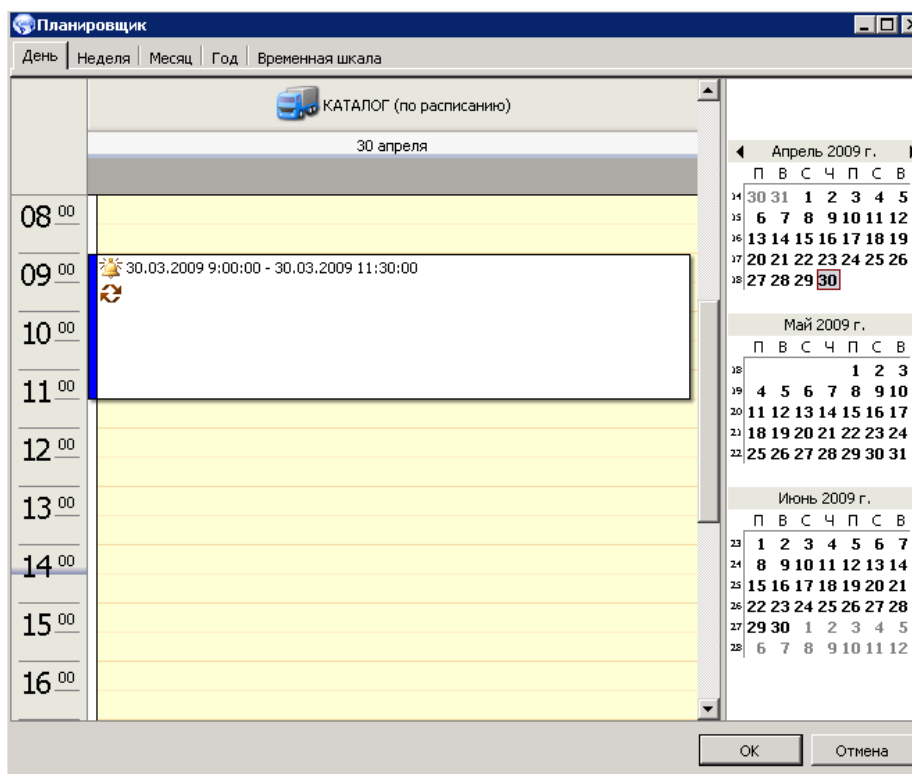 Планировщик
День Неделя Месяц Год Временная шкала
КАТАЛОГ (по расписанию)
30 апреля
08 00
09 00
10 00
11 00
12 00
13 00
14 00
15 00
16 00
30.03.2009 9:00:00 - 30.03.2009 11:30:00
Апрель 2009 г.
П В С Ч П С В
14 30 31 1 2 3 4 5
15 6 7 8 9 10 11 12
16 13 14 15 16 17 18 19
17 20 21 22 23 24 25 26
18 27 28 29 30
Май 2009 г.
П В С Ч П С В
18 1 2 3
19 4 5 6 7 8 9 10
20 11 12 13 14 15 16 17
21 18 19 20 21 22 23 24
22 25 26 27 28 29 30 31
Июнь 2009 г.
П В С Ч П С В
23 1 2 3 4 5 6 7
24 8 9 10 11 12 13 14
25 15 16 17 18 19 20 21
26 22 23 24 25 26 27 28
27 29 30 1 2 3 4 5
28 6 7 8 9 10 11 12
OK Отмена